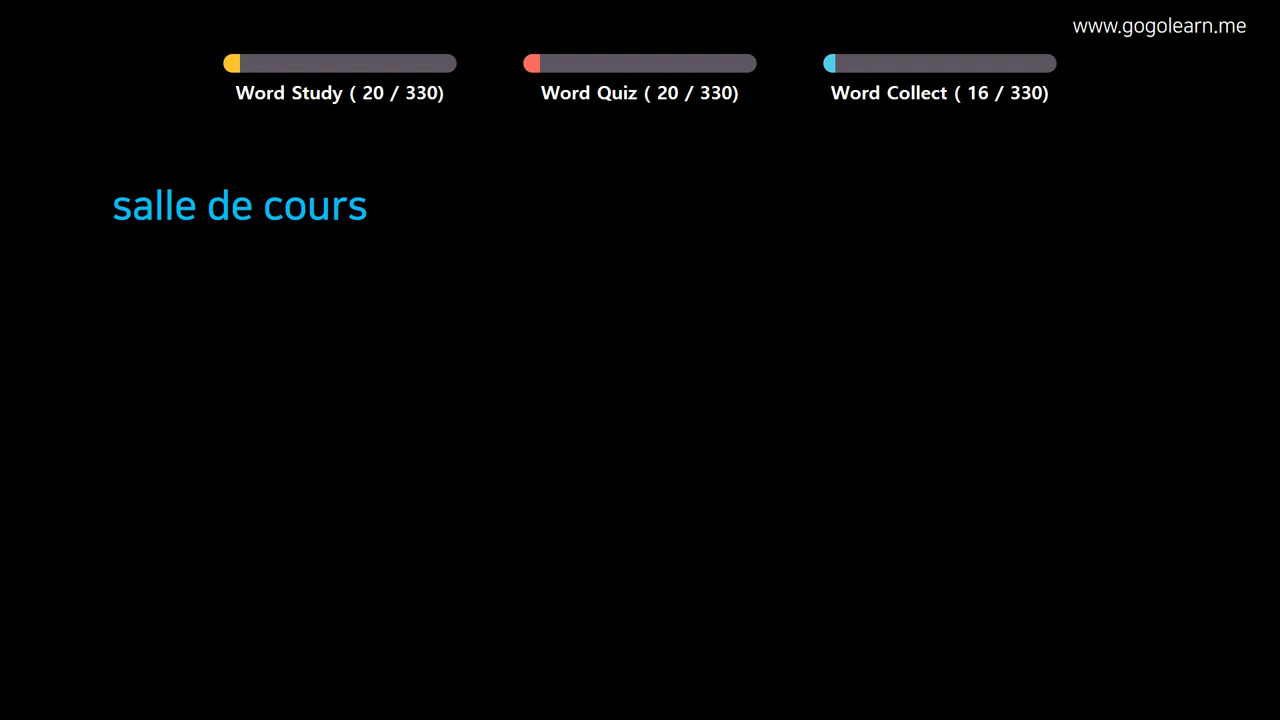 www.gogolearn.me
Word Study ( 20 / 330)
Word Quiz ( 20 / 330)
Word Collect ( 16 / 330)
salle de cours